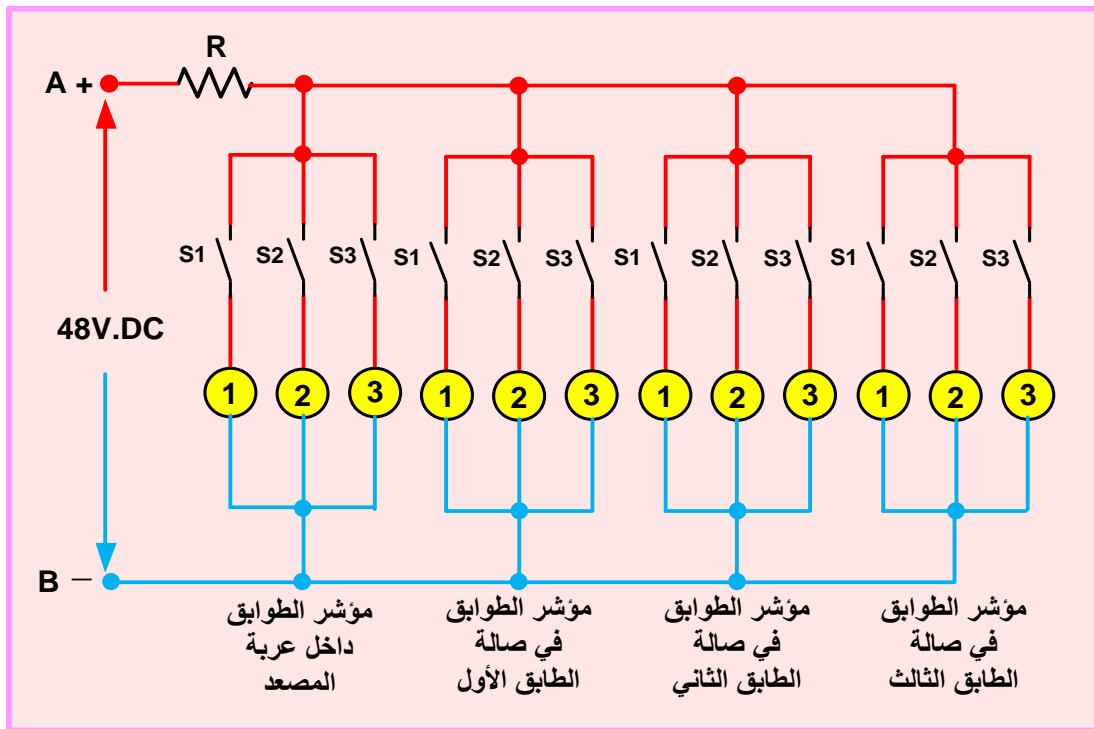 R
A +
S1 S2 S3 S1 S2 S3 S1 S2 S3 S1 S2 S3
48V.DC
1 2 3 1 2 3 1 2 3 1 2 3
B –
مؤشر الطوابق
داخل عربة
المصعد
مؤشر الطوابق
في صالة
الطابق الأول
مؤشر الطوابق
في صالة
الطابق الثاني
مؤشر الطوابق
في صالة
الطابق الثالث